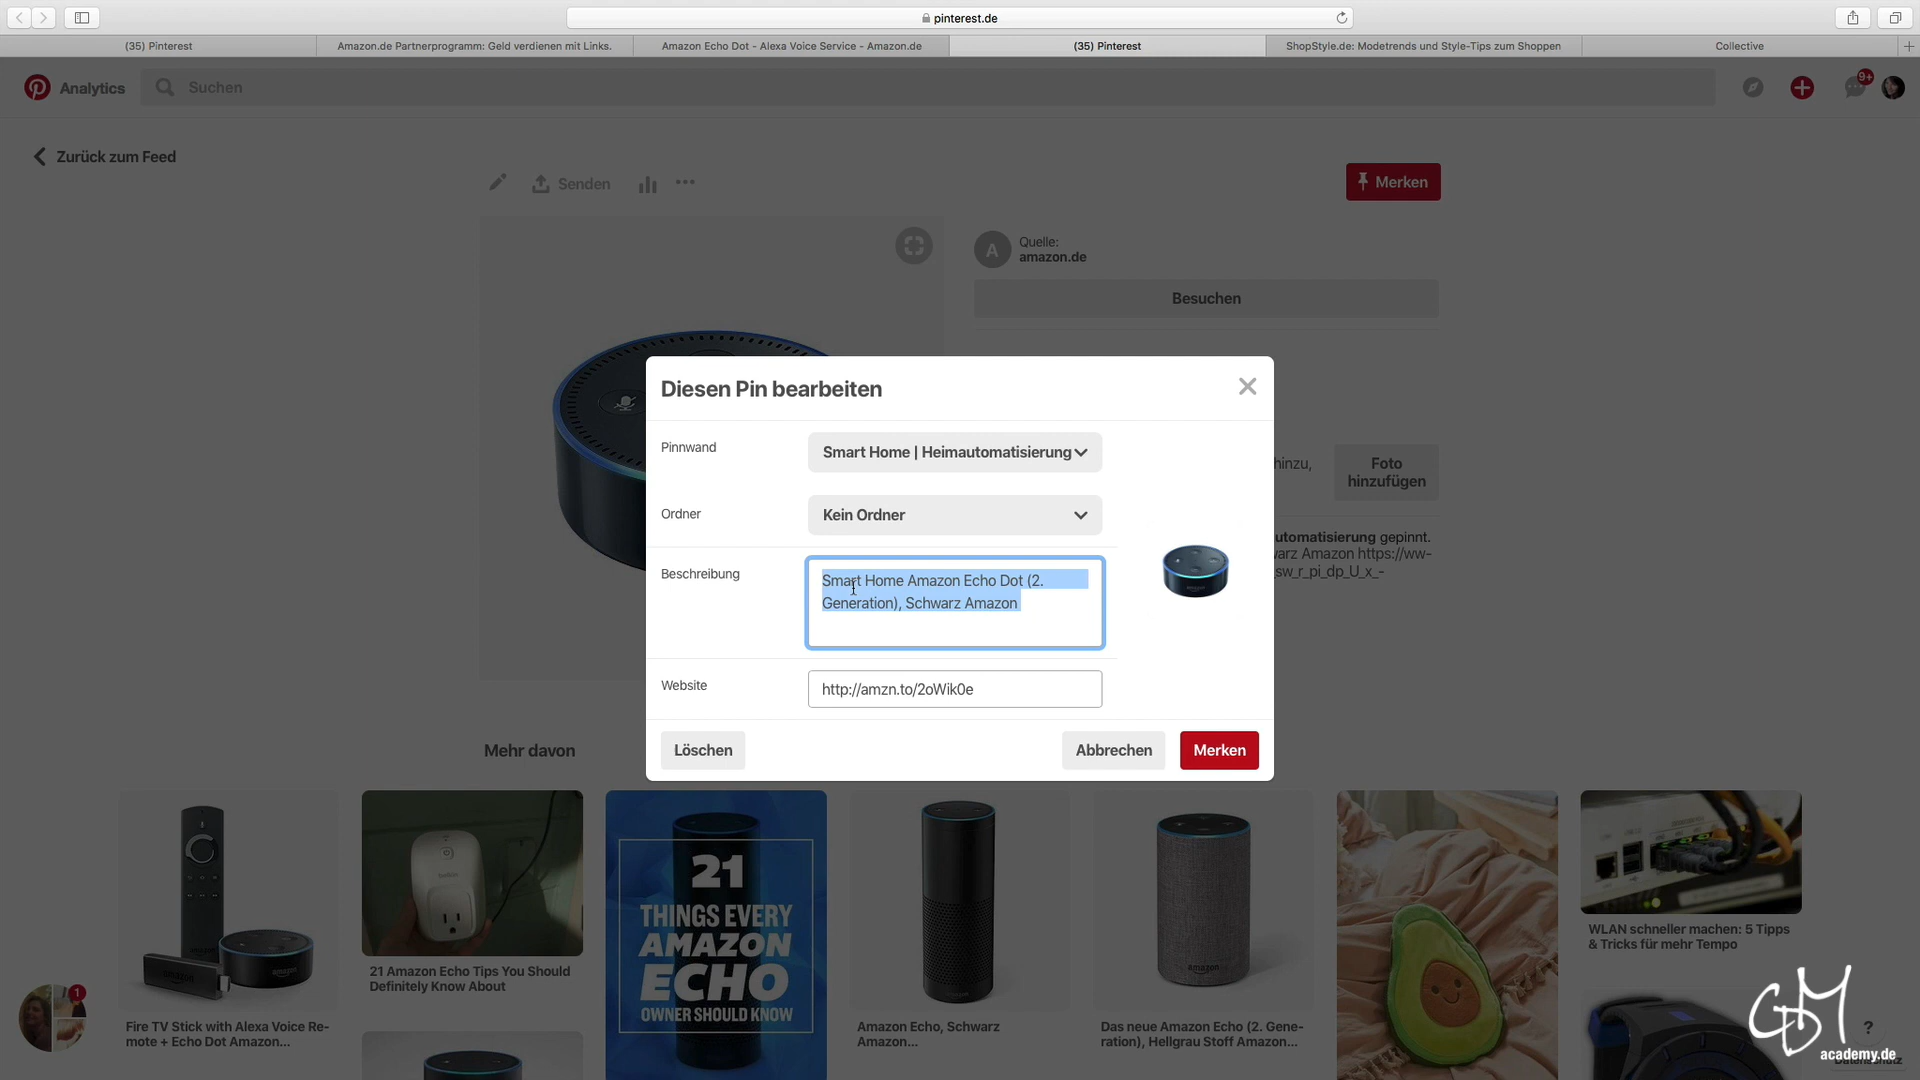 pinterest.de
(35) Pinterest
Amazon.de Partnerprogramm: Geld verdienen mit Links.
Amazon Echo Dot - Alexa Voice Service - Amazon.de
(35) Pinterest
ShopStyle.de: Modetrends und Style-Tips zum Shoppen
Collective
Analytics
Suchen
9+
Zurück zum Feed
Senden
Merken
A
Quelle:
amazon.de
Besuchen
Diesen Pin bearbeiten
Pinnwand
Smart Home | Heimautomatisierung
hinzu,
Foto
hinzufügen
Ordner
Kein Ordner
utomatisierung gepinnt.
arz Amazon https://ww-
_sw_r_pi_dp_U_x_-
Beschreibung
Smart Home Amazon Echo Dot (2.
Generation), Schwarz Amazon
Website
http://amzn.to/2oWik0e
Löschen
Abbrechen
Merken
Mehr davon
21
THINGS EVERY
AMAZON
ECHO
OWNER SHOULD KNOW
amazon
WLAN schneller machen: 5 Tipps
& Tricks für mehr Tempo
21 Amazon Echo Tips You Should
Definitely Know About
1
Fire TV Stick with Alexa Voice Re-
mote + Echo Dot Amazon...
Amazon Echo, Schwarz
Amazon...
Das neue Amazon Echo (2. Gene-
ration), Hellgrau Stoff Amazon...
GDM
academy.de
?